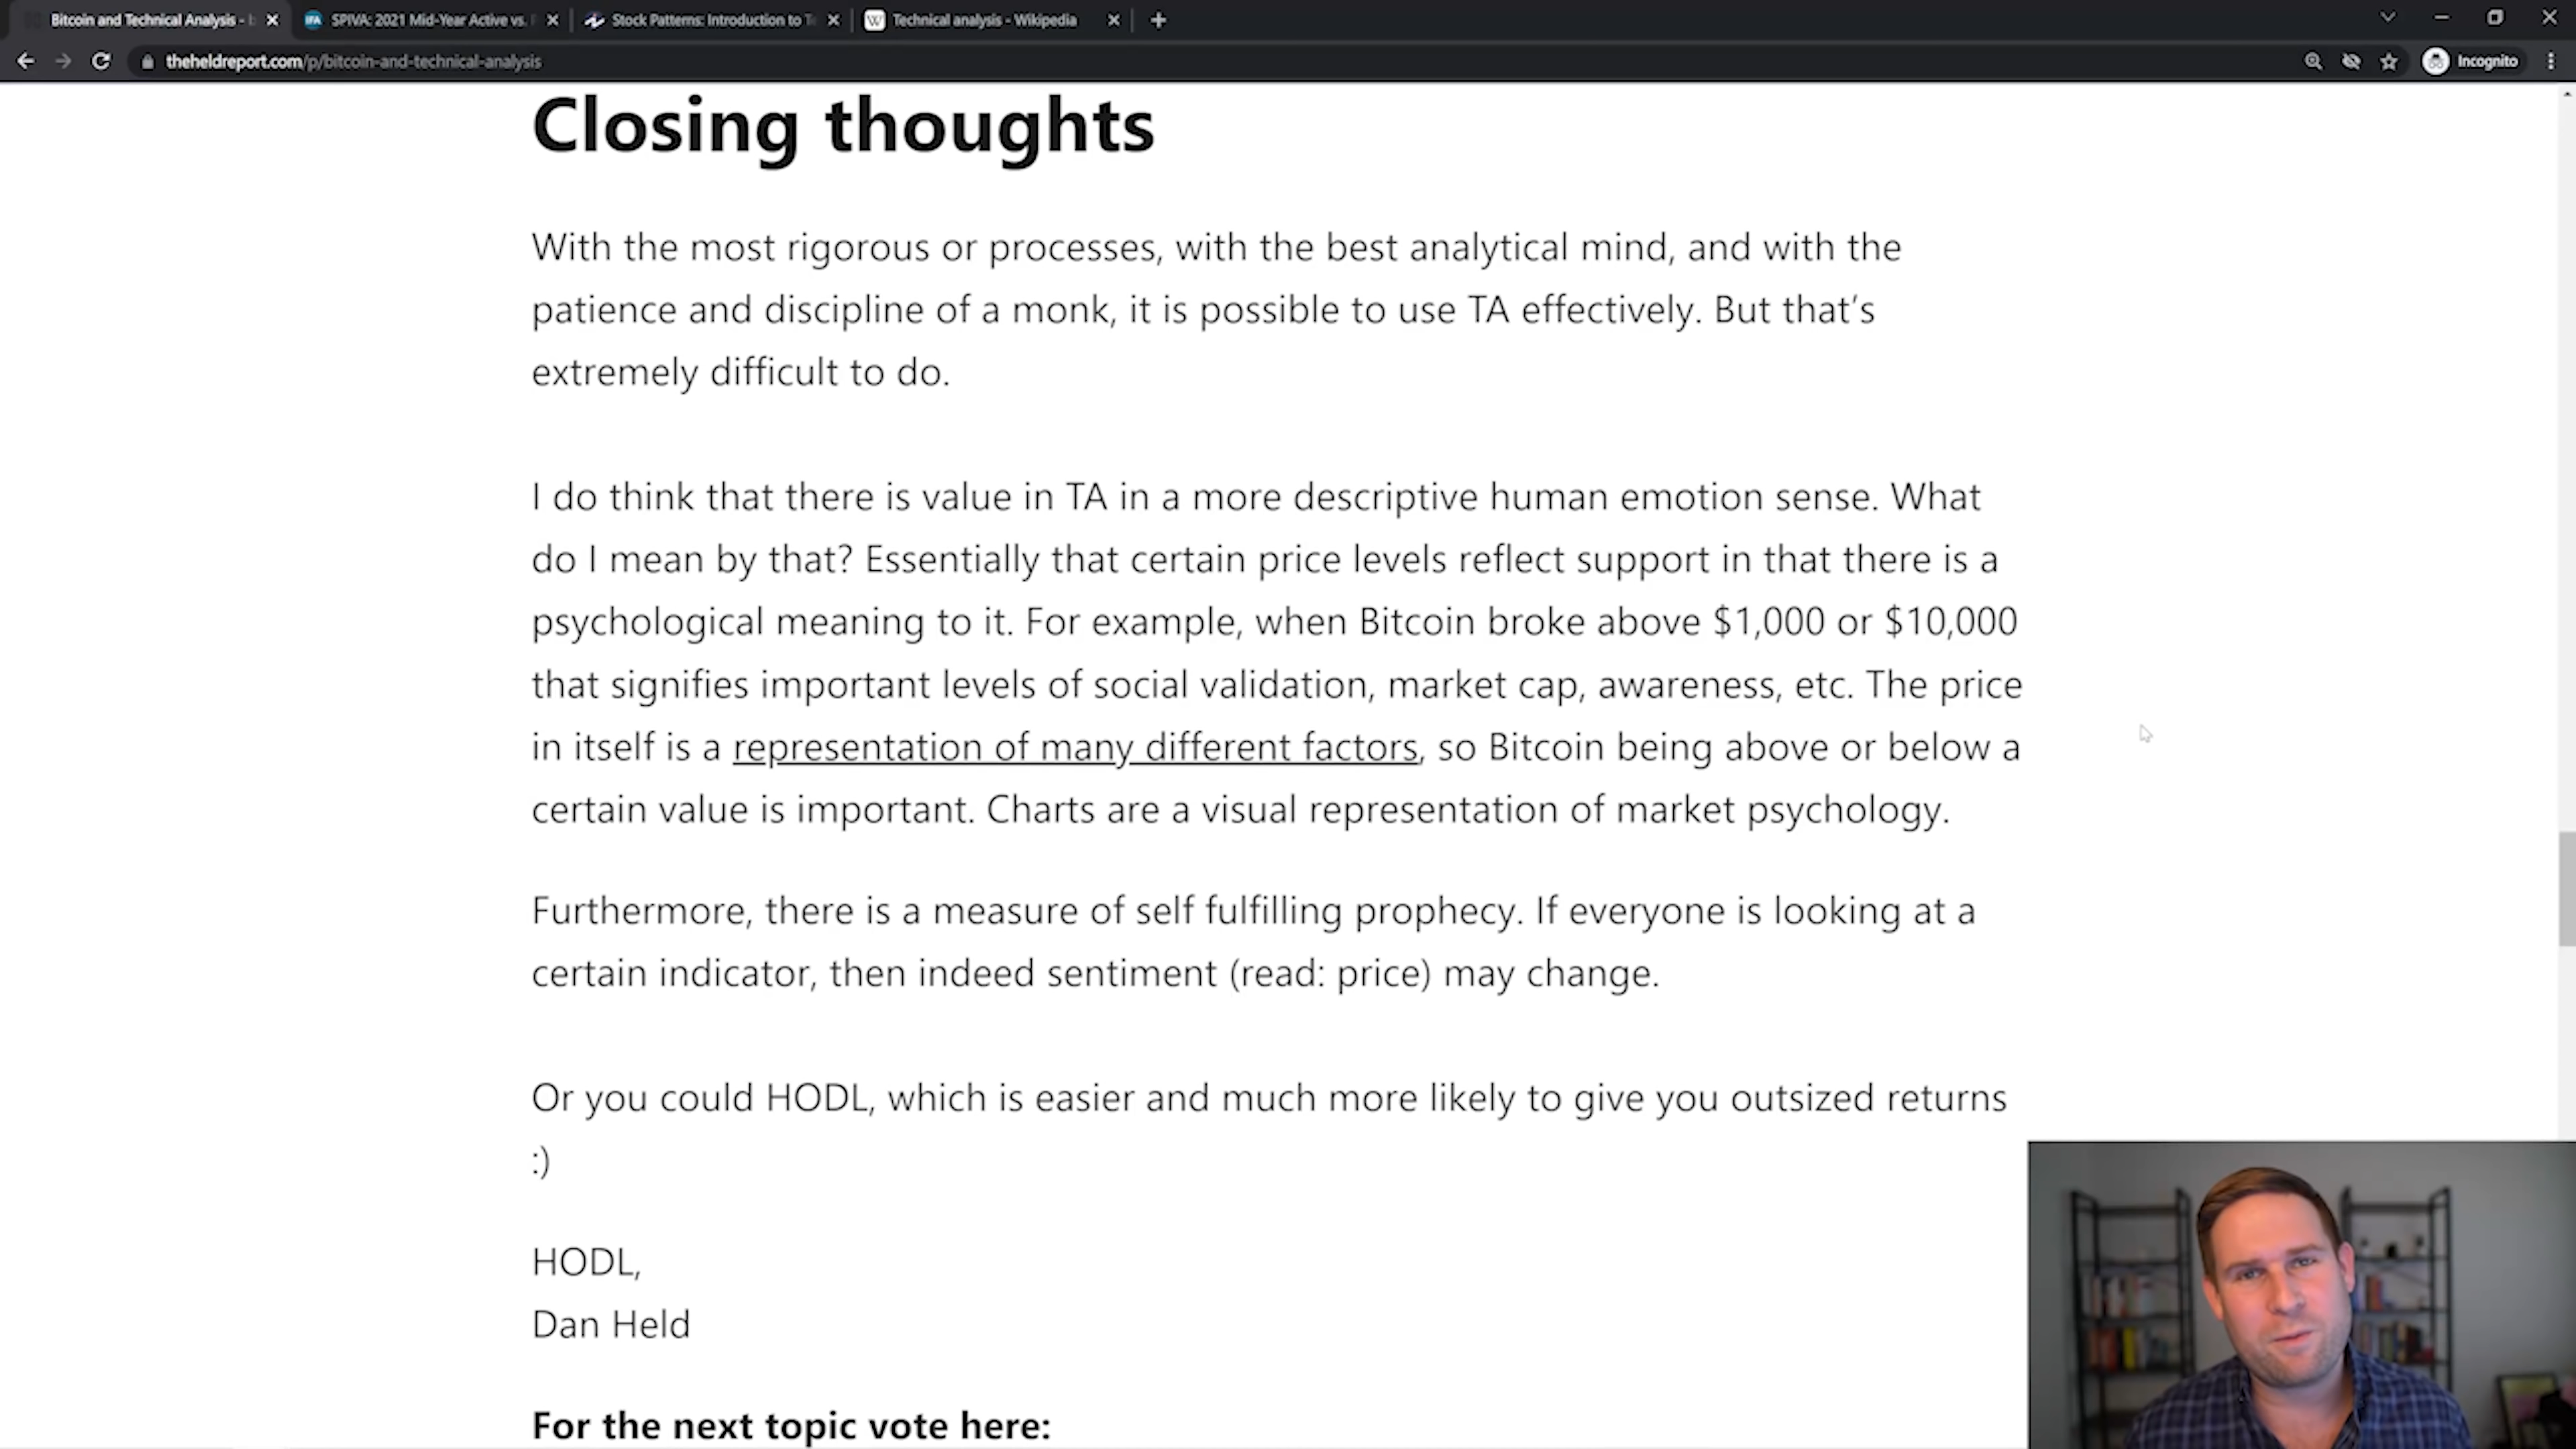 Bitcoin and Technical Analysis - 
SPIVA: 2021 Mid-Year Active vs.
Stock Patterns: Introduction to
Technical analysis - Wikipedia
theheldreport.com/p/bitcoin-and-technical-analysis
Incognito
Closing thoughts
With the most rigorous or processes, with the best analytical mind, and with the
patience and discipline of a monk, it is possible to use TA effectively. But that's
extremely difficult to do.
I do think that there is value in TA in a more descriptive human emotion sense. What
do I mean by that? Essentially that certain price levels reflect support in that there is a
psychological meaning to it. For example, when Bitcoin broke above $1,000 or $10,000
that signifies important levels of social validation, market cap, awareness, etc. The price
in itself is a representation of many different factors, so Bitcoin being above or below a
certain value is important. Charts are a visual representation of market psychology.
Furthermore, there is a measure of self fulfilling prophecy. If everyone is looking at a
certain indicator, then indeed sentiment (read: price) may change.
Or you could HODL, which is easier and much more likely to give you outsized returns
:)
HODL,
Dan Held
For the next topic vote here: